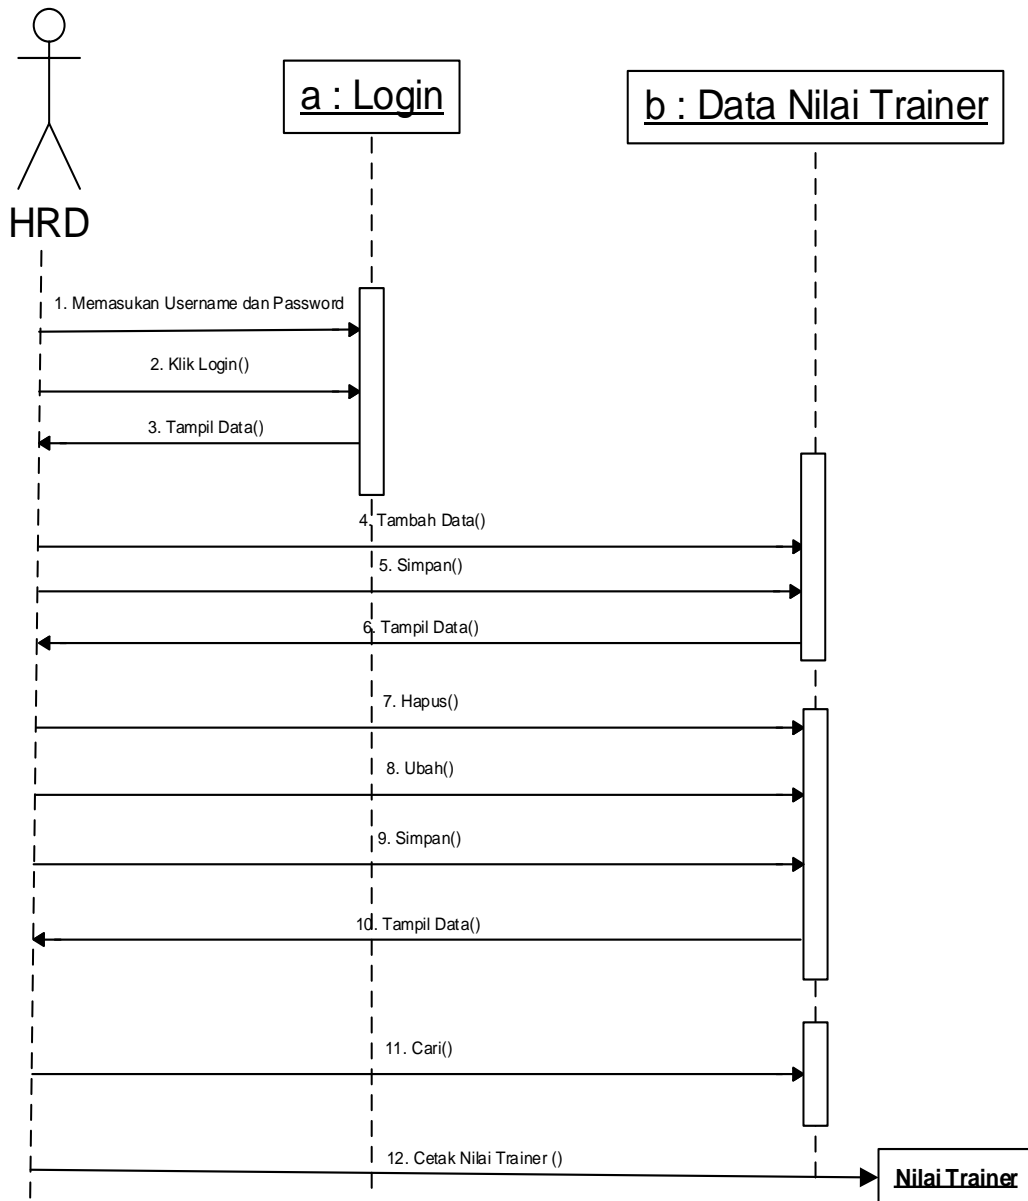 a : Login
b : Data Nilai Trainer
HRD
1. Memasukan Username dan Password
2. Klik Login()
3. Tampil Data()
4. Tambah Data()
5. Simpan()
6. Tampil Data()
7. Hapus()
8. Ubah()
9. Simpan()
10. Tampil Data()
11. Cari()
12. Cetak Nilai Trainer ()
Nilai Trainer